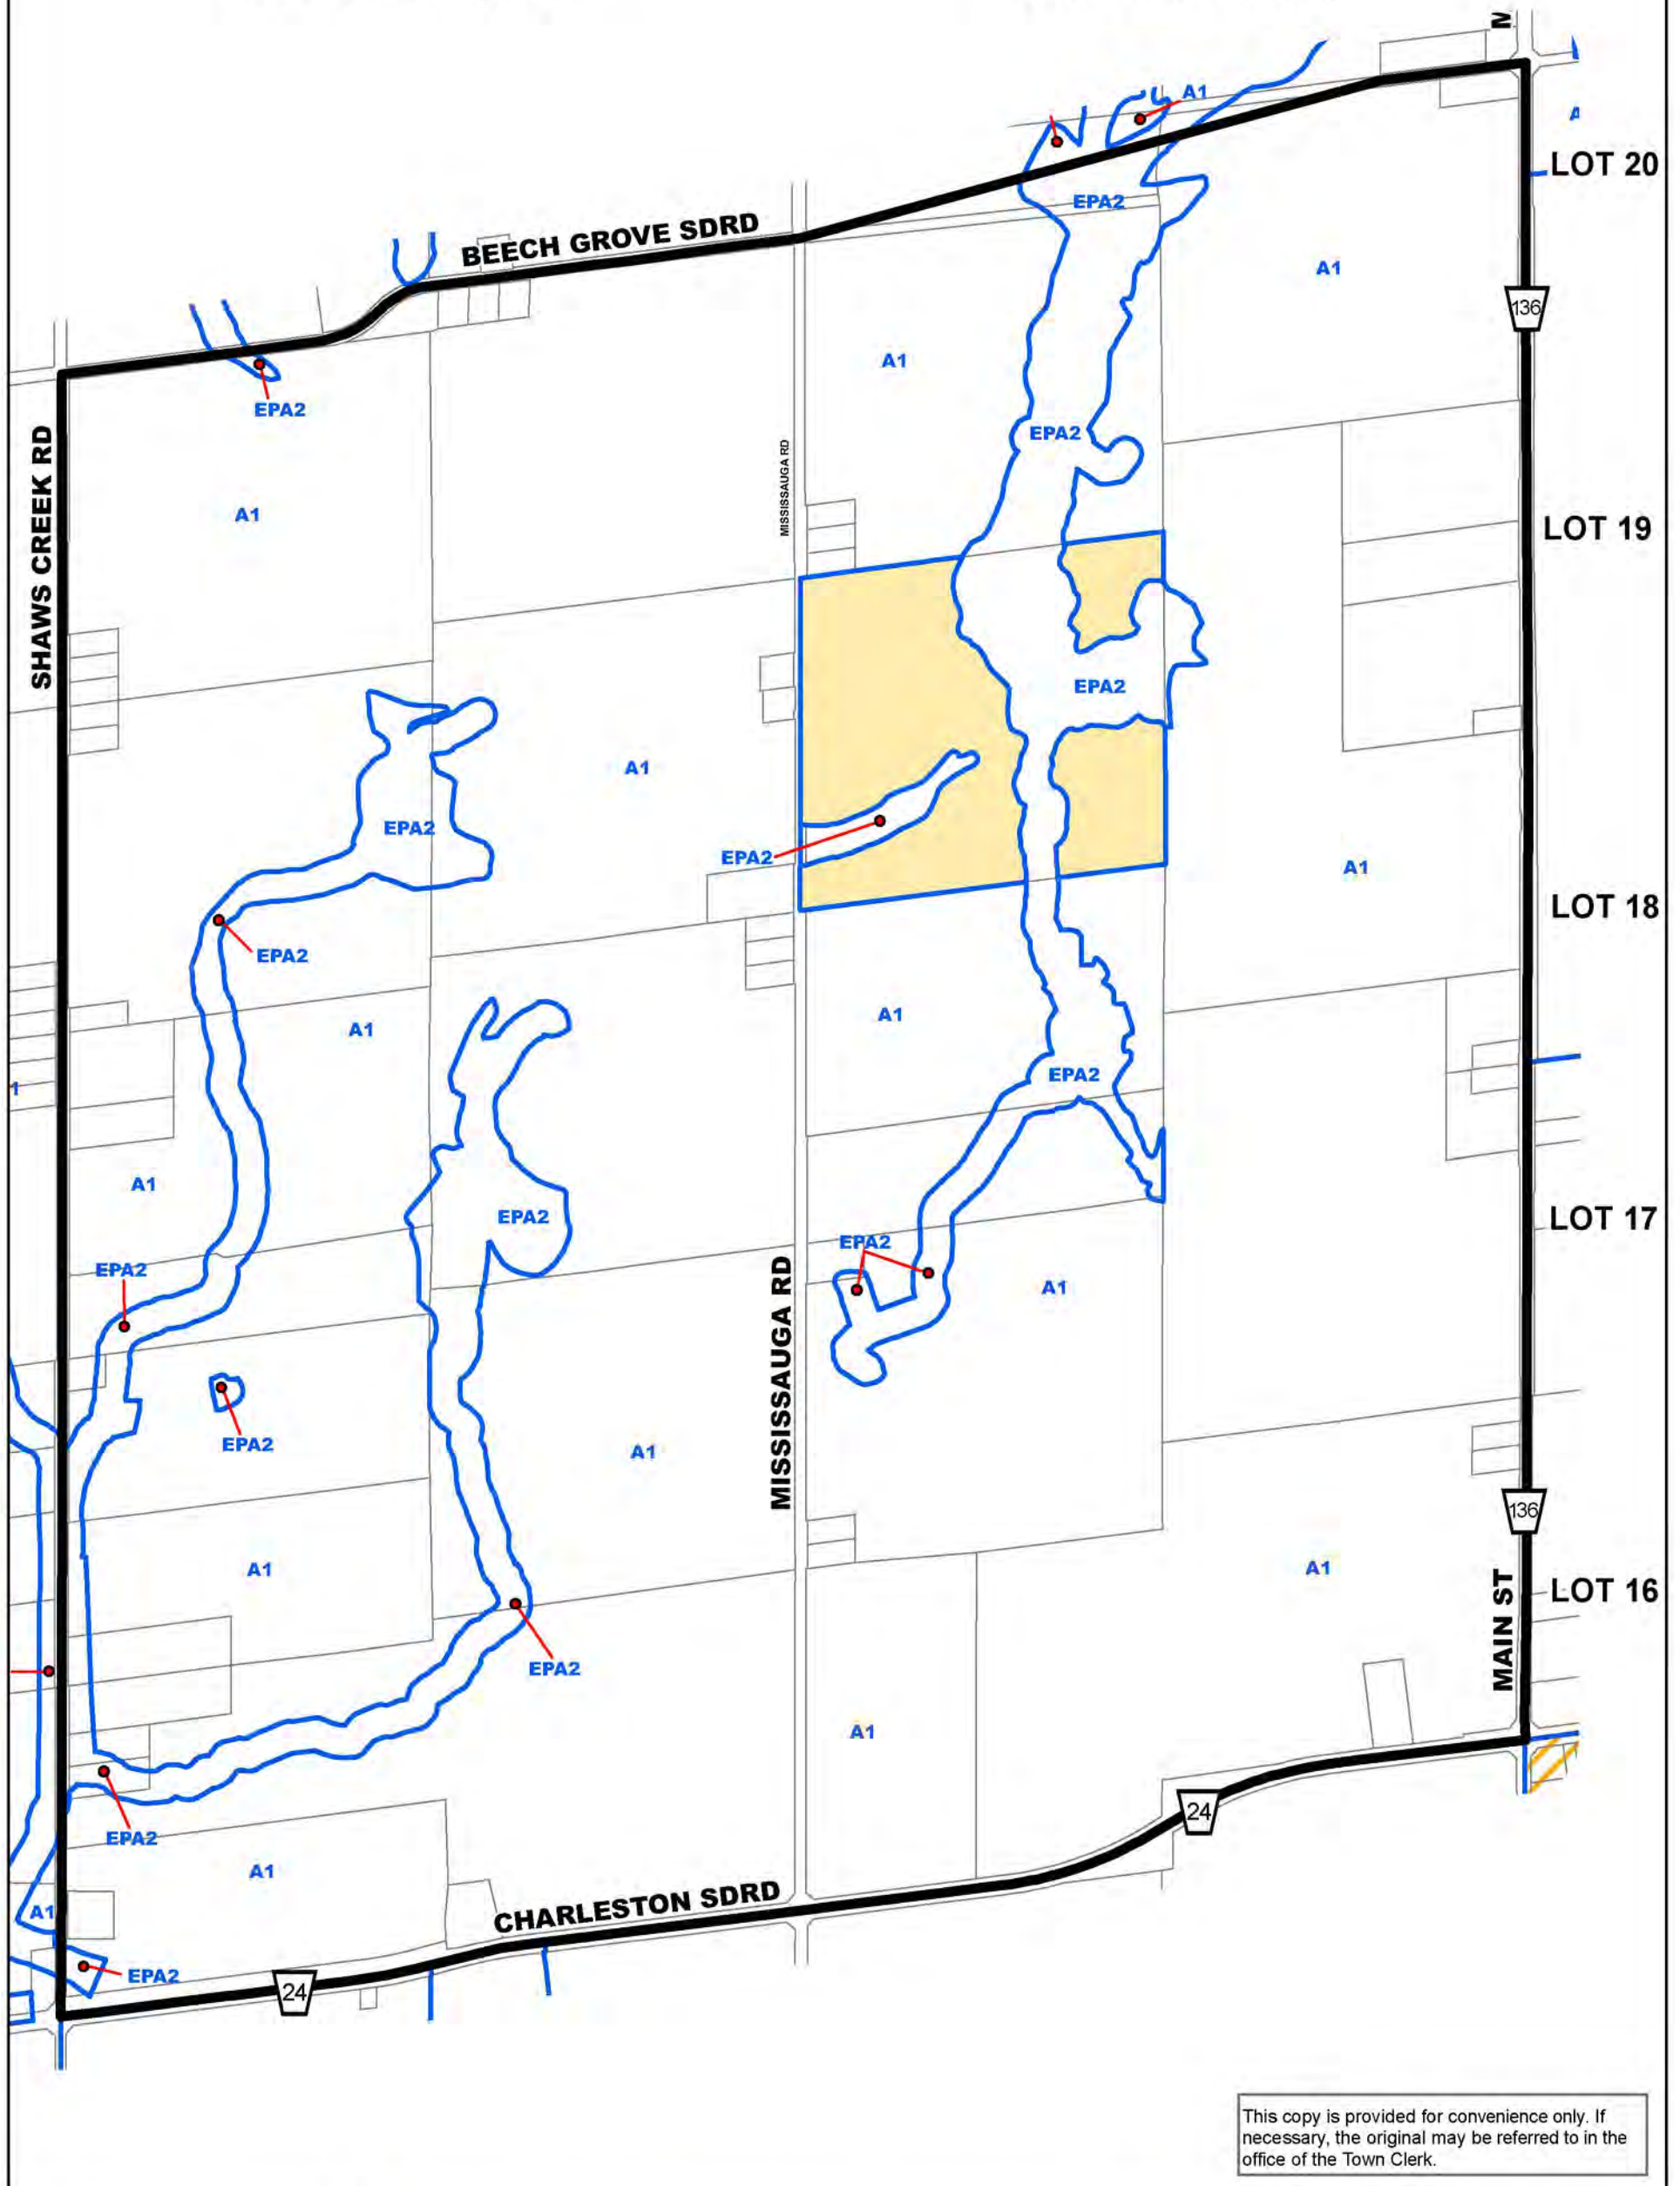 A1
LOT 20
EPA2
BEECH GROVE SDRD
A1
136
A1
EPA2
EPA2
SHAWS CREEK RD
MISSISSAUGA RD
A1
LOT 19
EPA2
A1
EPA2
EPA2
A1
LOT 18
EPA2
A1
A1
EPA2
1
A1
EPA2
LOT 17
EPA2
EPA2
A1
MISSISSAUGA RD
EPA2
A1
136
A1
A1
MAIN ST
LOT 16
EPA2
A1
24
EPA2
A1
CHARLESTON SDRD
A1
EPA2
24
This copy is provided for convenience only. If
necessary, the original may be referred to in the
office of the Town Clerk.